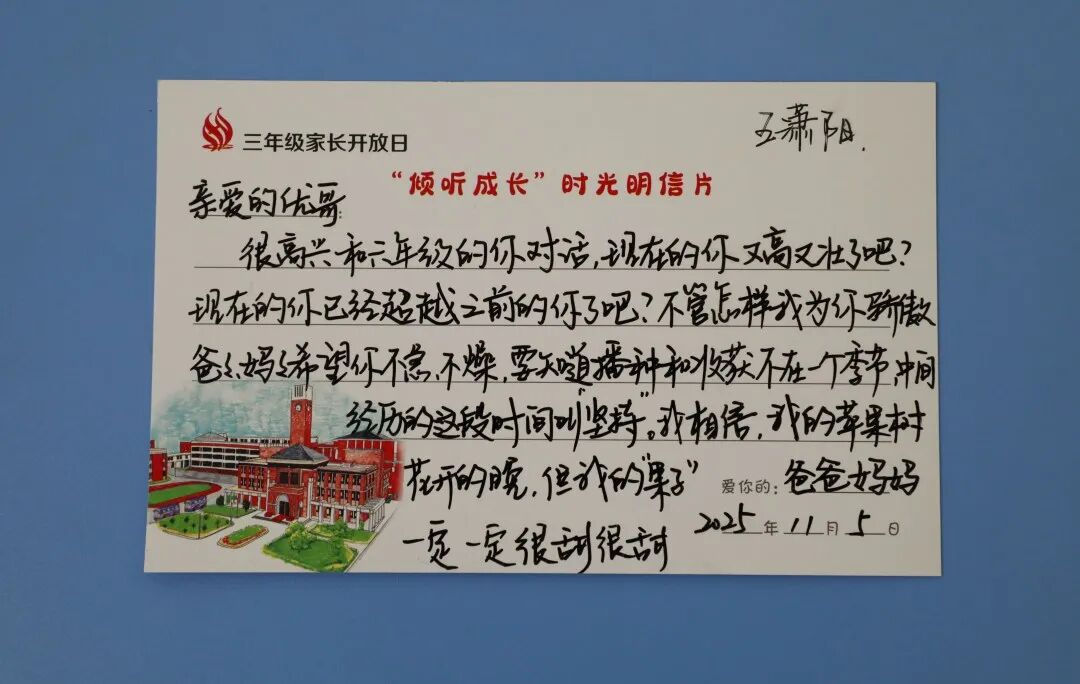 三年级家长开放日
王萧阳.
“倾听成长”时光明信片
亲爱的优哥:
很高兴和六年级的你对话,现在的你又高又壮了吧?
现在的你已经超越之前的你了吧?不管怎样我为你骄傲
爸爸妈妈希望你不急,不燥,要知道播种和收获不在一个季节,中间
经历的这段时间叫“坚持”。我相信,我的苹果树
花开的晚,但我的“果子”
一定一定很甜很甜
爱你的: 爸爸妈妈
2025年11月5日